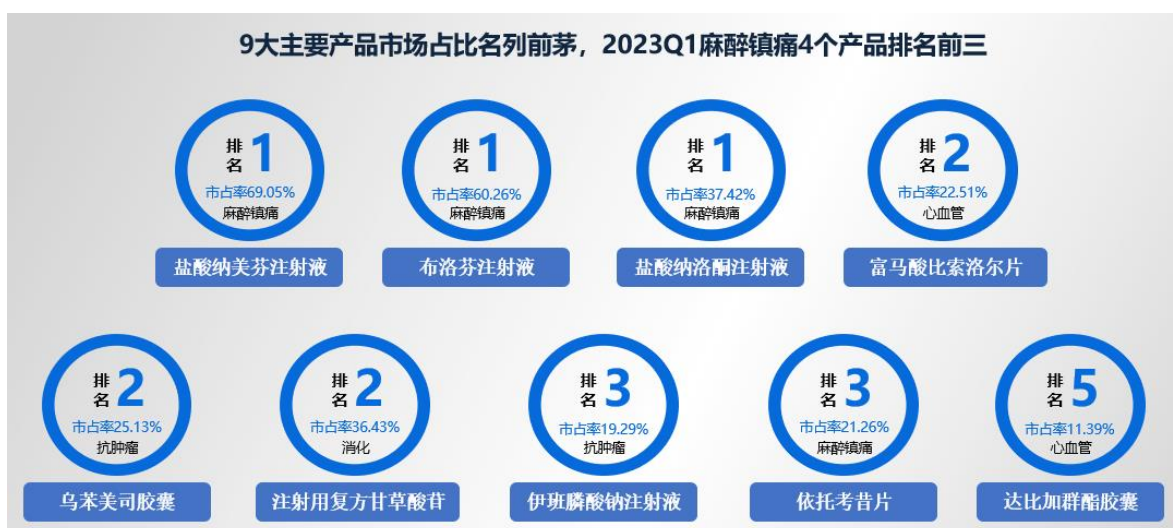 9大主要产品市场占比名列前茅，2023Q1麻醉镇痛4个产品排名前三
排名1
市占率69.05%
麻醉镇痛
盐酸纳美芬注射液
排名1
市占率60.26%
麻醉镇痛
布洛芬注射液
排名1
市占率37.42%
麻醉镇痛
盐酸纳洛酮注射液
排名2
市占率22.51%
心血管
富马酸比索洛尔片
排名2
市占率25.13%
抗肿瘤
乌苯美司胶囊
排名2
市占率36.43%
消化
注射用复方甘草酸苷
排名3
市占率19.29%
抗肿瘤
伊班膦酸钠注射液
排名3
市占率21.26%
麻醉镇痛
依托考昔片
排名5
市占率11.39%
心血管
达比加群酯胶囊